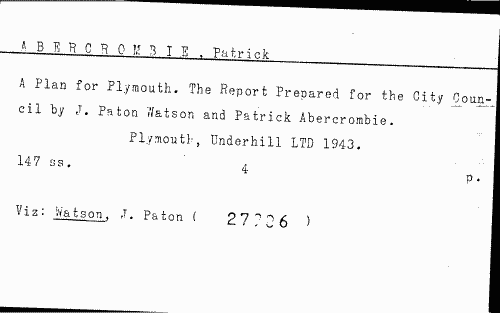 A B E R C R O M B I E , Patrick
A Plan for Plymouth. The Report Prepared for the City Coun-
cil by J. Paton Watson and Patrick Abercrombie.
Plymouth, Underhill LTD 1943.
147 ss. 4 p.
Viz: Watson, J. Paton ( )